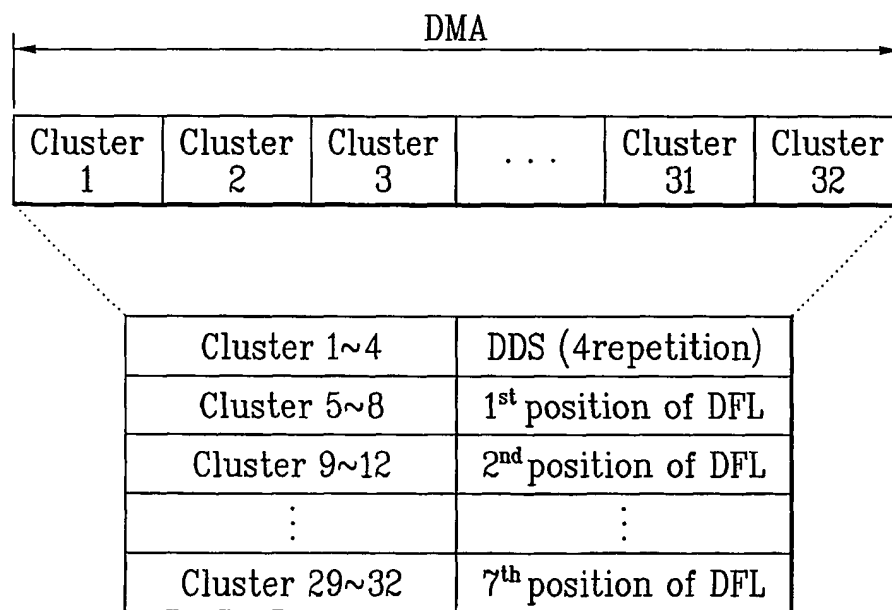 DMA
Cluster 1 Cluster 2 Cluster 3 ... Cluster 31 Cluster 32
Cluster 1~4 DDS (4repetition)
Cluster 5~8 1st position of DFL
Cluster 9~12 2nd position of DFL
⋮ ⋮
Cluster 29~32 7th position of DFL